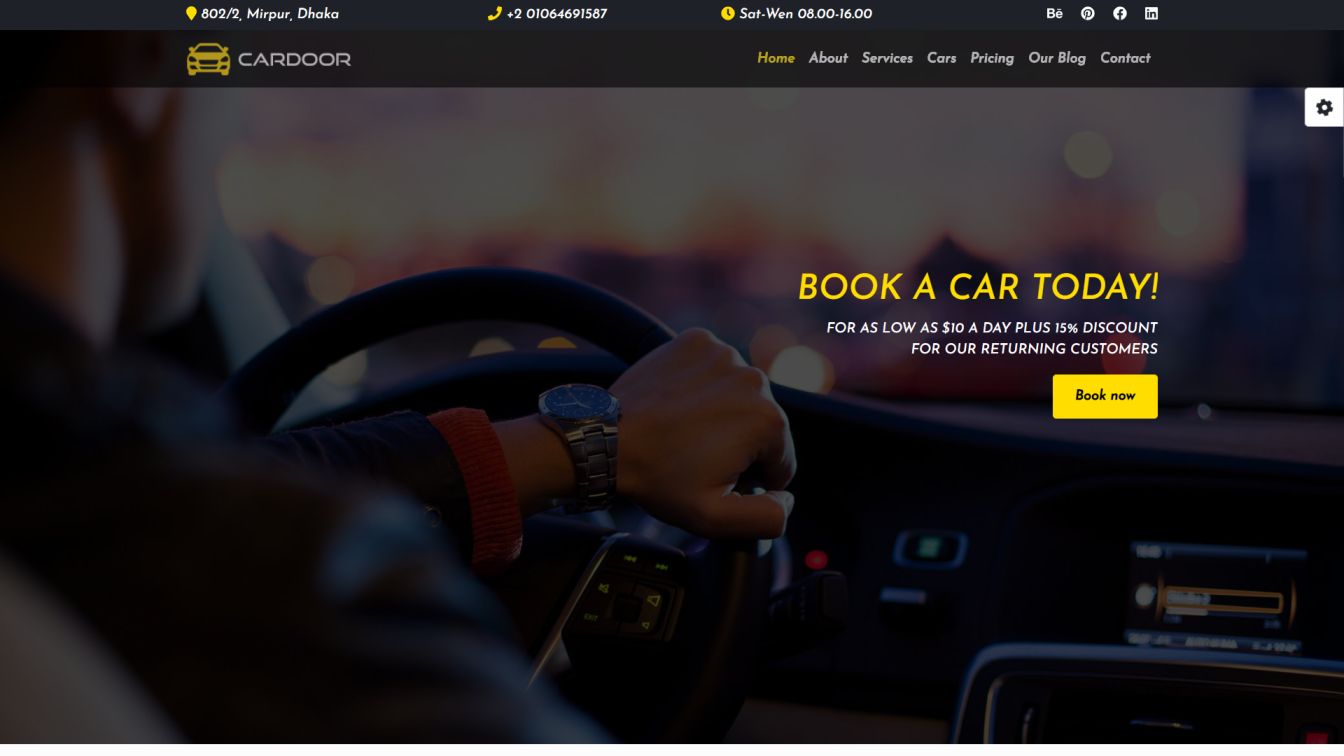 802/2, Mirpur, Dhaka
+2 01064691587
Sat-Wen 08.00-16.00
Bē
CARDOOR
Home About Services Cars Pricing Our Blog Contact
BOOK A CAR TODAY!
FOR AS LOW AS $10 A DAY PLUS 15% DISCOUNT
FOR OUR RETURNING CUSTOMERS
Book now
EXIT